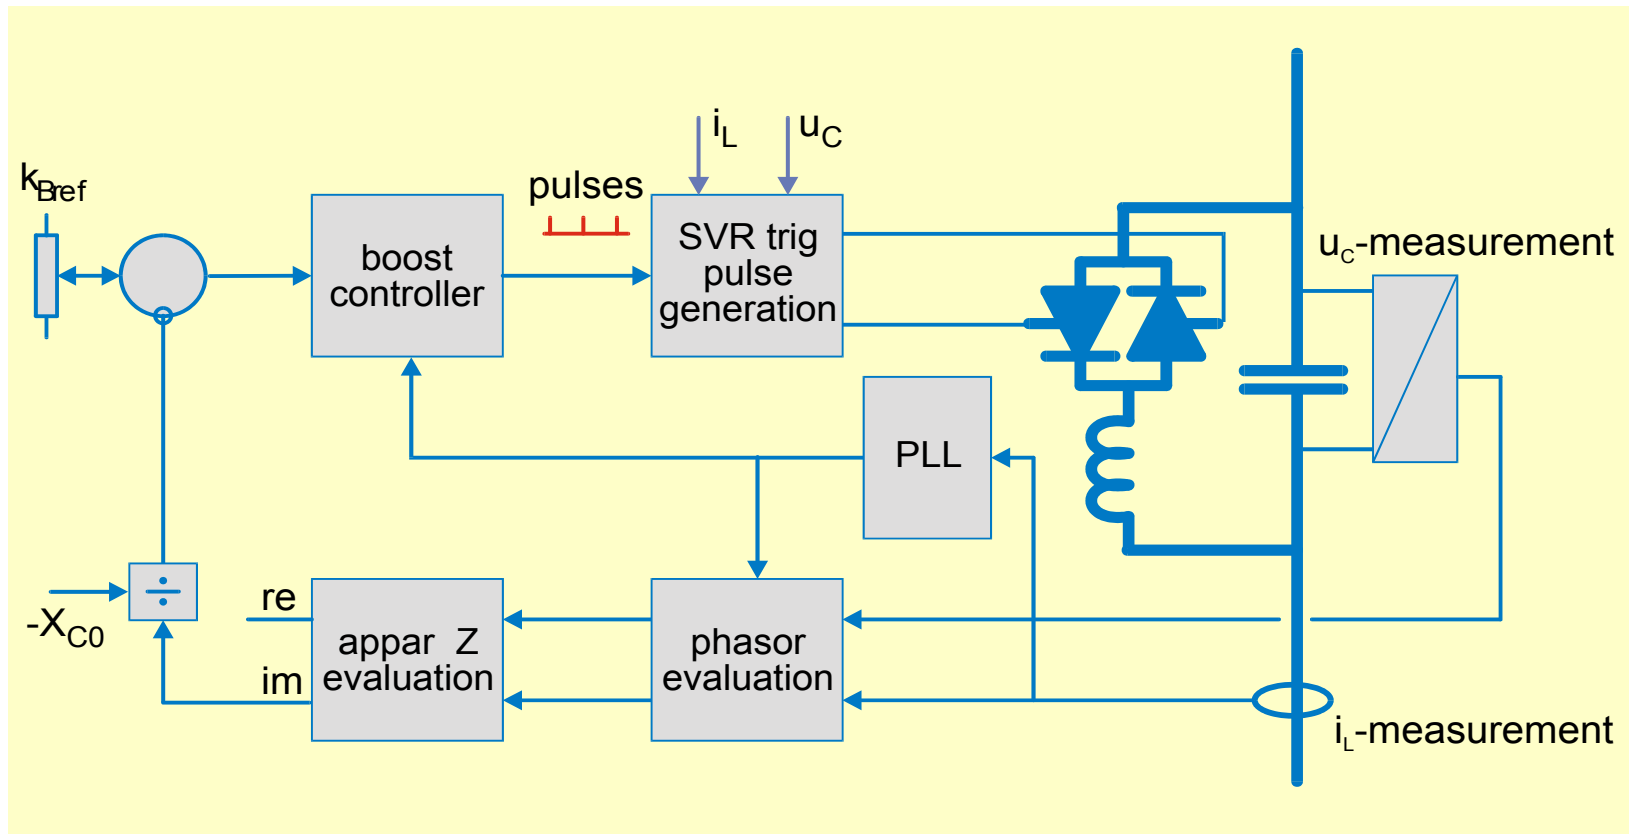 i_L
u_C
k_Bref
pulses
boost
controller
SVR trig
pulse
generation
u_C-measurement
PLL
-X_C0
÷
re
im
appar Z
evaluation
phasor
evaluation
i_L-measurement